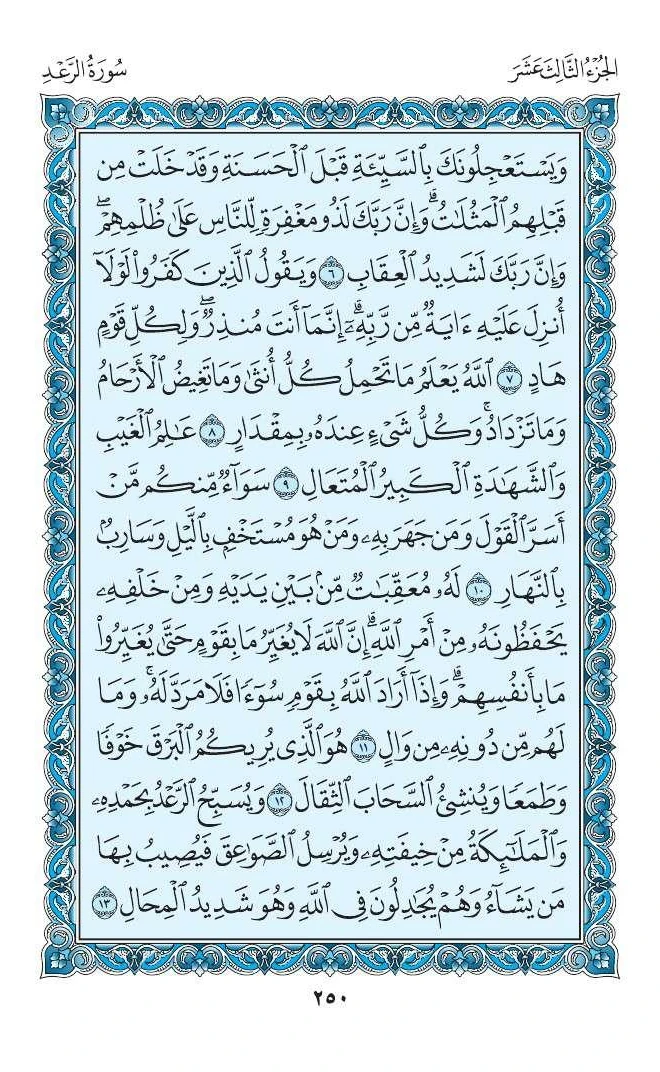 الجُزْءُ الثَّالِثَ عَشَرَ
سُورَةُ الرَّعْدِ
وَيَسْتَعْجِلُونَكَ بِٱلسَّيِّئَةِ قَبْلَ ٱلْحَسَنَةِ وَقَدْ خَلَتْ مِن
قَبْلِهِمُ ٱلْمَثُلَٰتُۗ وَإِنَّ رَبَّكَ لَذُو مَغْفِرَةٍ لِّلنَّاسِ عَلَىٰ ظُلْمِهِمْۖ
وَإِنَّ رَبَّكَ لَشَدِيدُ ٱلْعِقَابِ ٦ وَيَقُولُ ٱلَّذِينَ كَفَرُوا۟ لَوْلَآ
أُنزِلَ عَلَيْهِ ءَايَةٌ مِّن رَّبِّهِۦٓۗ إِنَّمَآ أَنتَ مُنذِرٌۖ وَلِكُلِّ قَوْمٍ
هَادٍ ٧ ٱللَّهُ يَعْلَمُ مَا تَحْمِلُ كُلُّ أُنثَىٰ وَمَا تَغِيضُ ٱلْأَرْحَامُ
وَمَا تَزْدَادُۚ وَكُلُّ شَىْءٍ عِندَهُۥ بِمِقْدَارٍ ٨ عَٰلِمُ ٱلْغَيْبِ
وَٱلشَّهَٰدَةِ ٱلْكَبِيرُ ٱلْمُتَعَالِ ٩ سَوَآءٌ مِّنكُم مَّنْ
أَسَرَّ ٱلْقَوْلَ وَمَن جَهَرَ بِهِۦ وَمَنْ هُوَ مُسْتَخْفٍۭ بِٱلَّيْلِ وَسَارِبٌۢ
بِٱلنَّهَارِ ١٠ لَهُۥ مُعَقِّبَٰتٌ مِّنۢ بَيْنِ يَدَيْهِ وَمِنْ خَلْفِهِۦ
يَحْفَظُونَهُۥ مِنْ أَمْرِ ٱللَّهِۗ إِنَّ ٱللَّهَ لَا يُغَيِّرُ مَا بِقَوْمٍ حَتَّىٰ يُغَيِّرُوا۟
مَا بِأَنفُسِهِمْۗ وَإِذَآ أَرَادَ ٱللَّهُ بِقَوْمٍ سُوٓءًا فَلَا مَرَدَّ لَهُۥۚ وَمَا
لَهُم مِّن دُونِهِۦ مِن وَالٍ ١١ هُوَ ٱلَّذِى يُرِيكُمُ ٱلْبَرْقَ خَوْفًا
وَطَمَعًا وَيُنشِئُ ٱلسَّحَابَ ٱلثِّقَالَ ١٢ وَيُسَبِّحُ ٱلرَّعْدُ بِحَمْدِهِۦ
وَٱلْمَلَٰٓئِكَةُ مِنْ خِيفَتِهِۦ وَيُرْسِلُ ٱلصَّوَٰعِقَ فَيُصِيبُ بِهَا
مَن يَشَآءُ وَهُمْ يُجَٰدِلُونَ فِى ٱللَّهِ وَهُوَ شَدِيدُ ٱلْمِحَالِ ١٣
٢٥٠